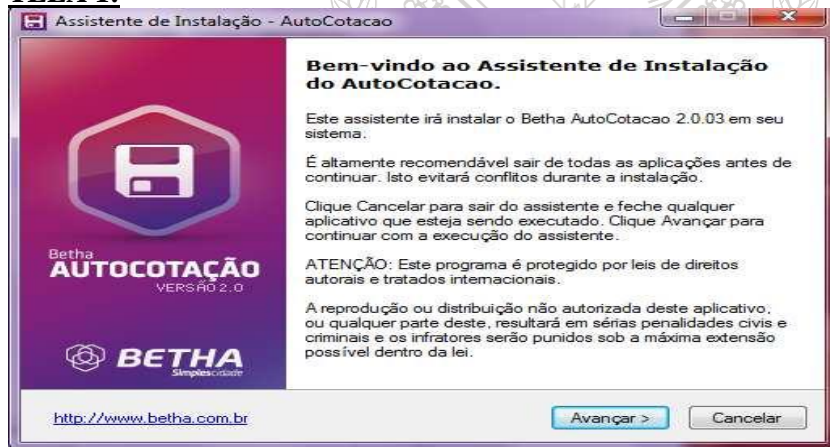 TELA 1:
Assistente de Instalação - AutoCotacao
Bem-vindo ao Assistente de Instalação
do AutoCotacao.
Este assistente irá instalar o Betha AutoCotacao 2.0.03 em seu
sistema.
É altamente recomendável sair de todas as aplicações antes de
continuar. Isto evitará conflitos durante a instalação.
Clique Cancelar para sair do assistente e feche qualquer
aplicativo que esteja sendo executado. Clique Avançar para
continuar com a execução do assistente.
ATENÇÃO: Este programa é protegido por leis de direitos
autorais e tratados internacionais.
A reprodução ou distribuição não autorizada deste aplicativo,
ou qualquer parte deste, resultará em sérias penalidades civis e
criminais e os infratores serão punidos sob a máxima extensão
possível dentro da lei.
Betha
AUTOCOTAÇÃO
VERSÃO 2.0
BETHA
Simplescidade
http://www.betha.com.br
Avançar >
Cancelar